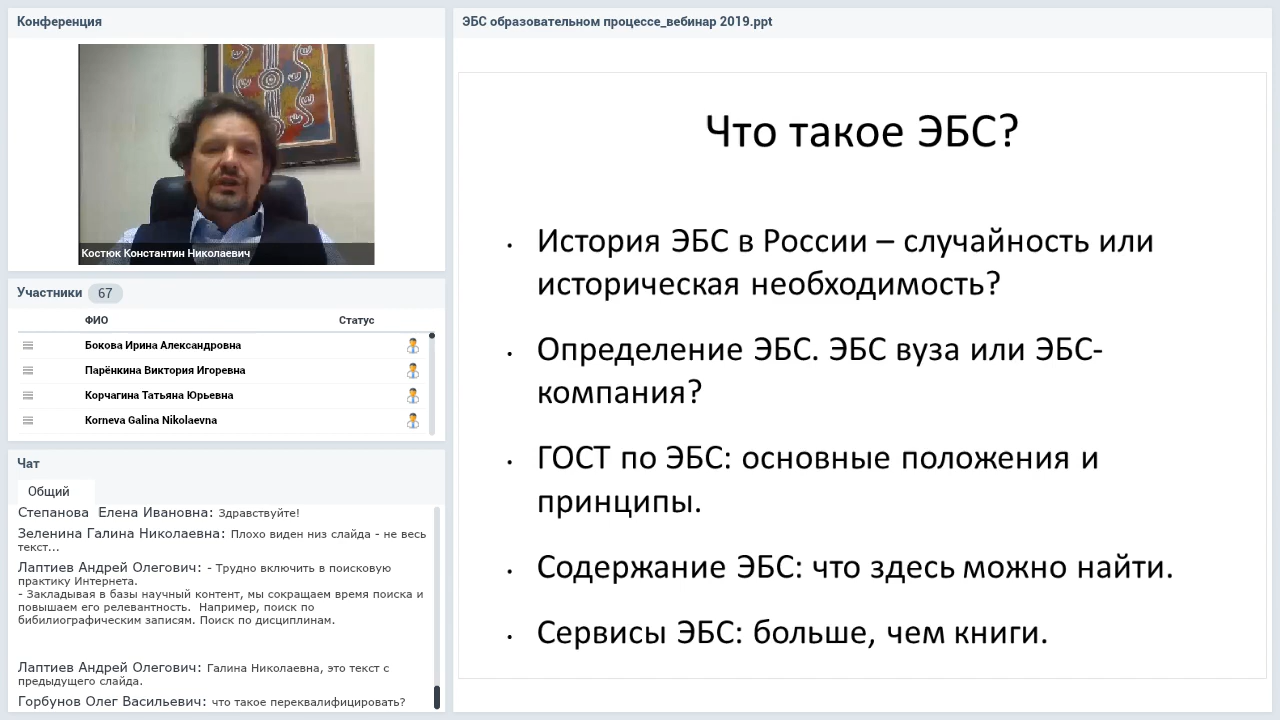 Конференция
Костюк Константин Николаевич
Участники 67
ФИО Статус
Бокова Ирина Александровна
Парёнкина Виктория Игоревна
Корчагина Татьяна Юрьевна
Korneva Galina Nikolaevna
Чат
Общий
Степанова Елена Ивановна: Здравствуйте!
Зеленина Галина Николаевна: Плохо виден низ слайда - не весь
текст...
Лаптиев Андрей Олегович: - Трудно включить в поисковую
практику Интернета.
- Закладывая в базы научный контент, мы сокращаем время поиска и
повышаем его релевантность. Например, поиск по
бибилиографическим записям. Поиск по дисциплинам.
Лаптиев Андрей Олегович: Галина Николаевна, это текст с
предыдущего слайда.
Горбунов Олег Васильевич: что такое переквалифицировать?
ЭБС образовательном процессе_вебинар 2019.ppt
Что такое ЭБС?
• История ЭБС в России – случайность или
историческая необходимость?
• Определение ЭБС. ЭБС вуза или ЭБС-
компания?
• ГОСТ по ЭБС: основные положения и
принципы.
• Содержание ЭБС: что здесь можно найти.
• Сервисы ЭБС: больше, чем книги.